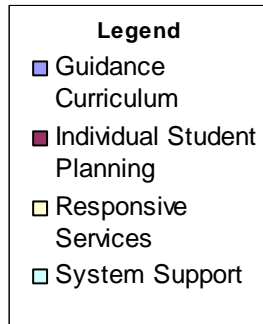 Legend
Guidance
Curriculum
Individual Student
Planning
Responsive
Services
System Support